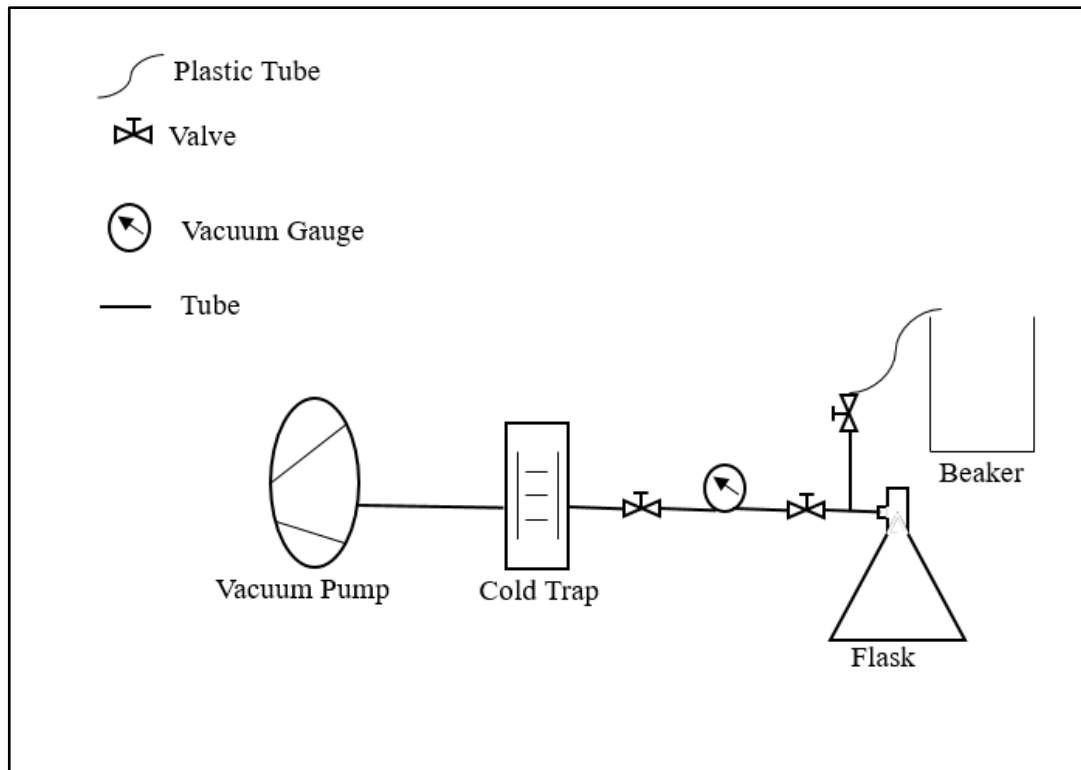 Plastic Tube
Valve
Vacuum Gauge
Tube
Beaker
Vacuum Pump
Cold Trap
Flask